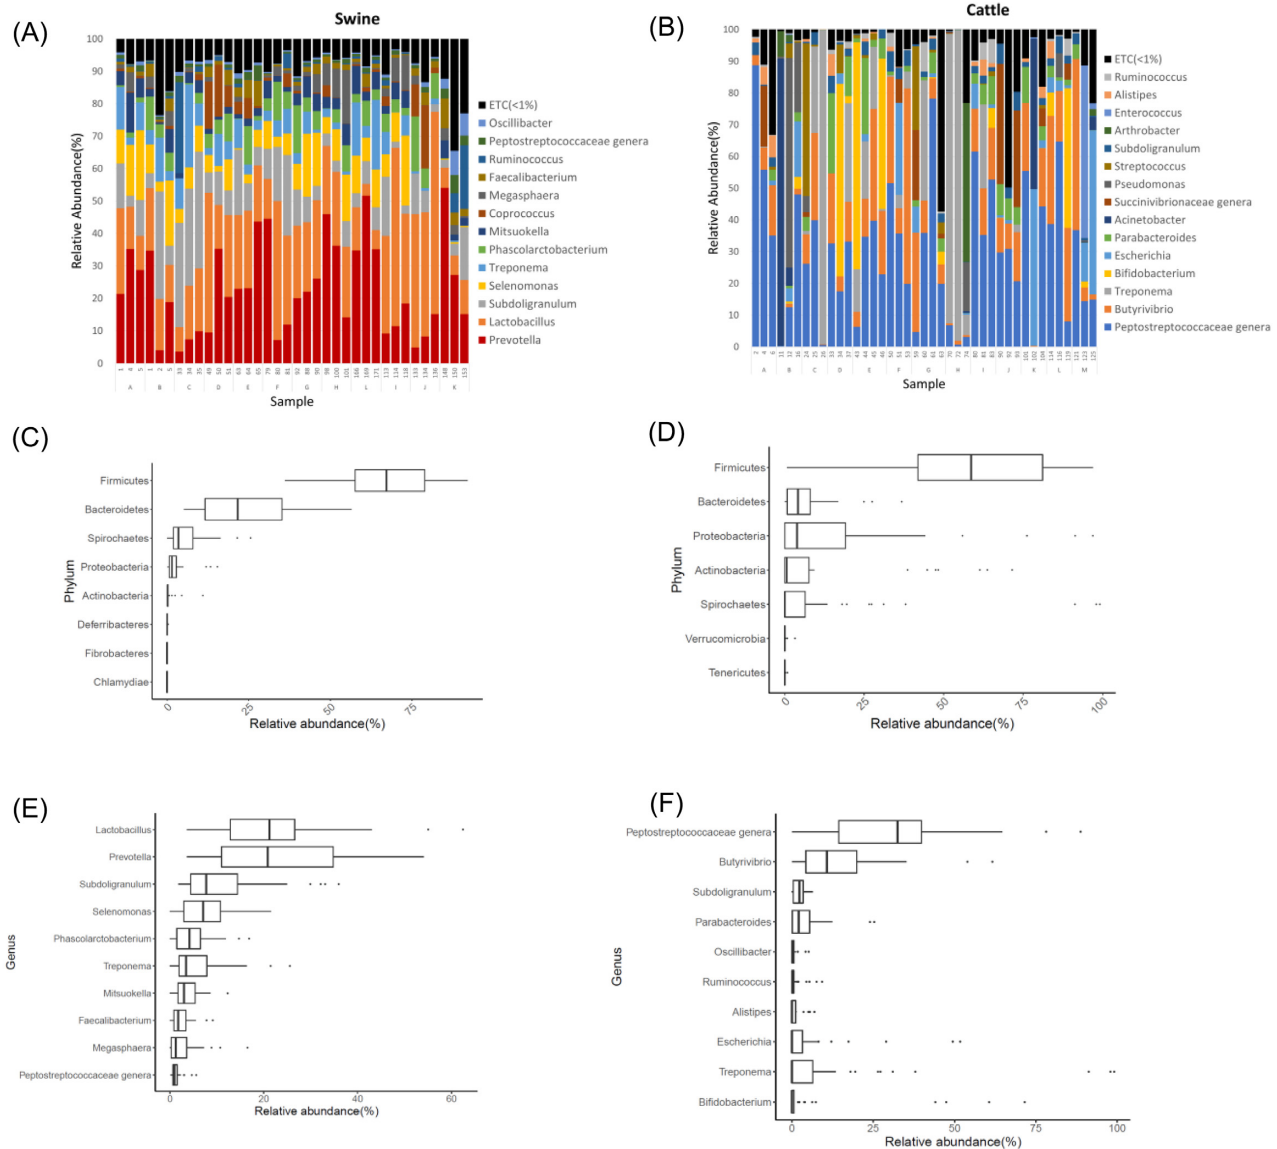 (A)
Swine
Relative Abundance(%)
100
90
80
70
60
50
40
30
20
10
0
A B C D E F G H L I J K
Sample
ETC(<1%)
Oscillibacter
Peptostreptococcaceae genera
Ruminococcus
Faecalibacterium
Megasphaera
Coprococcus
Mitsuokella
Phascolarctobacterium
Treponema
Selenomonas
Subdoligranulum
Lactobacillus
Prevotella
(B)
Cattle
Relative Abundance(%)
100
90
80
70
60
50
40
30
20
10
0
A B C D E F G H I J K L M
Sample
ETC(<1%)
Ruminococcus
Alistipes
Enterococcus
Arthrobacter
Subdoligranulum
Streptococcus
Pseudomonas
Succinivibrionaceae genera
Acinetobacter
Parabacteroides
Escherichia
Bifidobacterium
Treponema
Butyrivibrio
Peptostreptococcaceae genera
(C)
Phylum
Firmicutes
Bacteroidetes
Spirochaetes
Proteobacteria
Actinobacteria
Deferribacteres
Fibrobacteres
Chlamydiae
0 25 50 75
Relative abundance(%)
(D)
Phylum
Firmicutes
Bacteroidetes
Proteobacteria
Actinobacteria
Spirochaetes
Verrucomicrobia
Tenericutes
0 25 50 75 100
Relative abundance(%)
(E)
Genus
Lactobacillus
Prevotella
Subdoligranulum
Selenomonas
Phascolarctobacterium
Treponema
Mitsuokella
Faecalibacterium
Megasphaera
Peptostreptococcaceae genera
0 20 40 60
Relative abundance(%)
(F)
Genus
Peptostreptococcaceae genera
Butyrivibrio
Subdoligranulum
Parabacteroides
Oscillibacter
Ruminococcus
Alistipes
Escherichia
Treponema
Bifidobacterium
0 25 50 75 100
Relative abundance(%)